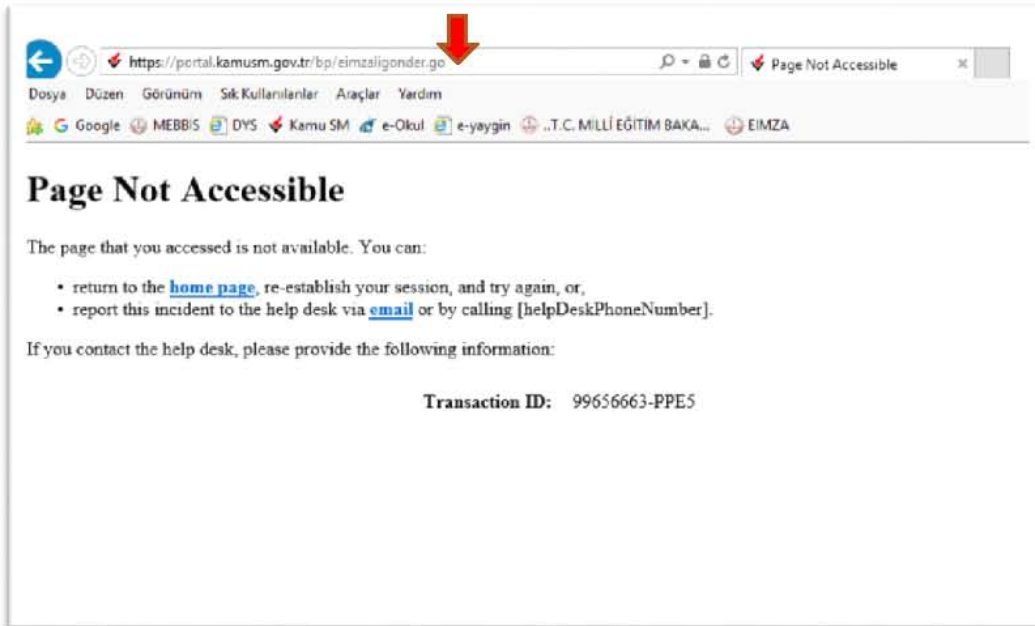 https://portal.kamusm.gov.tr/bp/eimzaligonder.go
Page Not Accessible
Dosya Düzen Görünüm Sık Kullanılanlar Araçlar Yardım
Google MEBBİS DYS Kamu SM e-Okul e-yaygin ..T.C. MİLLİ EĞİTİM BAKA... EIMZA
Page Not Accessible
The page that you accessed is not available. You can:
• return to the home page, re-establish your session, and try again, or,
• report this incident to the help desk via email or by calling [helpDeskPhoneNumber].
If you contact the help desk, please provide the following information:
Transaction ID: 99656663-PPE5